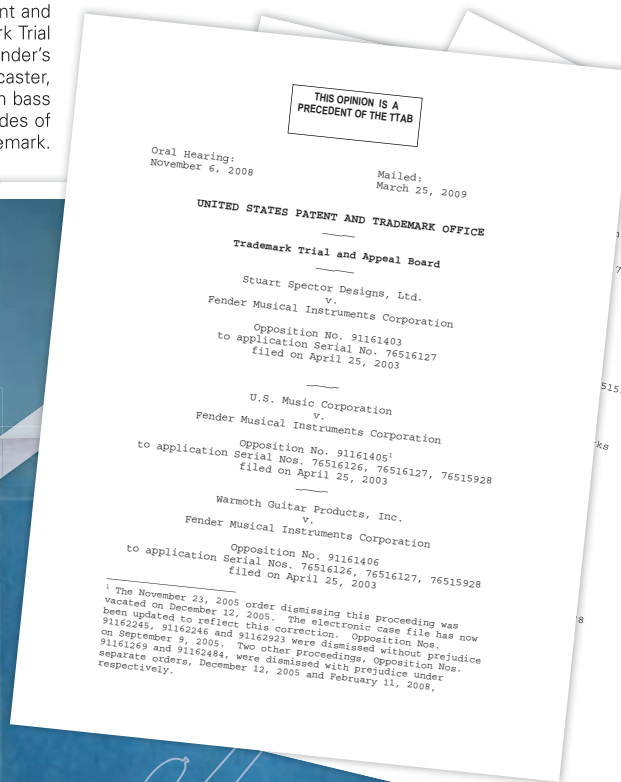 nt and
rk Trial
nder's
caster,
n bass
des of
emark.
THIS OPINION IS A
PRECEDENT OF THE TTAB
Oral Hearing:
November 6, 2008
Mailed:
March 25, 2009
UNITED STATES PATENT AND TRADEMARK OFFICE
Trademark Trial and Appeal Board
Stuart Spector Designs, Ltd.
v.
Fender Musical Instruments Corporation
Opposition No. 91161403
to application Serial No. 76516127
filed on April 25, 2003
U.S. Music Corporation
v.
Fender Musical Instruments Corporation
Opposition No. 91161405¹
to application Serial Nos. 76516126, 76516127, 76515928
filed on April 25, 2003
Warmoth Guitar Products, Inc.
v.
Fender Musical Instruments Corporation
Opposition No. 91161406
to application Serial Nos. 76516126, 76516127, 76515928
filed on April 25, 2003
¹ The November 23, 2005 order dismissing this proceeding was
vacated on December 12, 2005. The electronic case file has now
been updated to reflect this correction. Opposition Nos.
91162245, 91162246 and 91162923 were dismissed without prejudice
on September 9, 2005. Two other proceedings, Opposition Nos.
91161269 and 91162484, were dismissed with prejudice under
separate orders, December 12, 2005 and February 11, 2008,
respectively.
7
515
ks
8